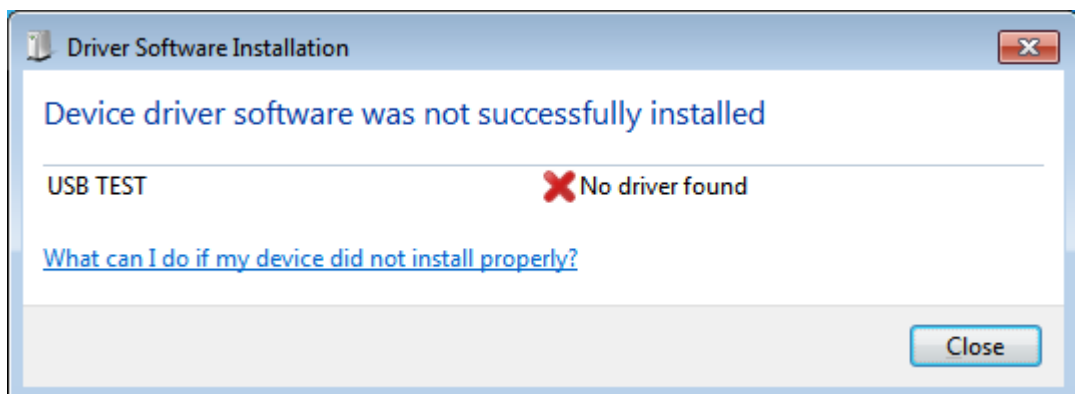 Driver Software Installation
Device driver software was not successfully installed
USB TEST No driver found
What can I do if my device did not install properly?
Close